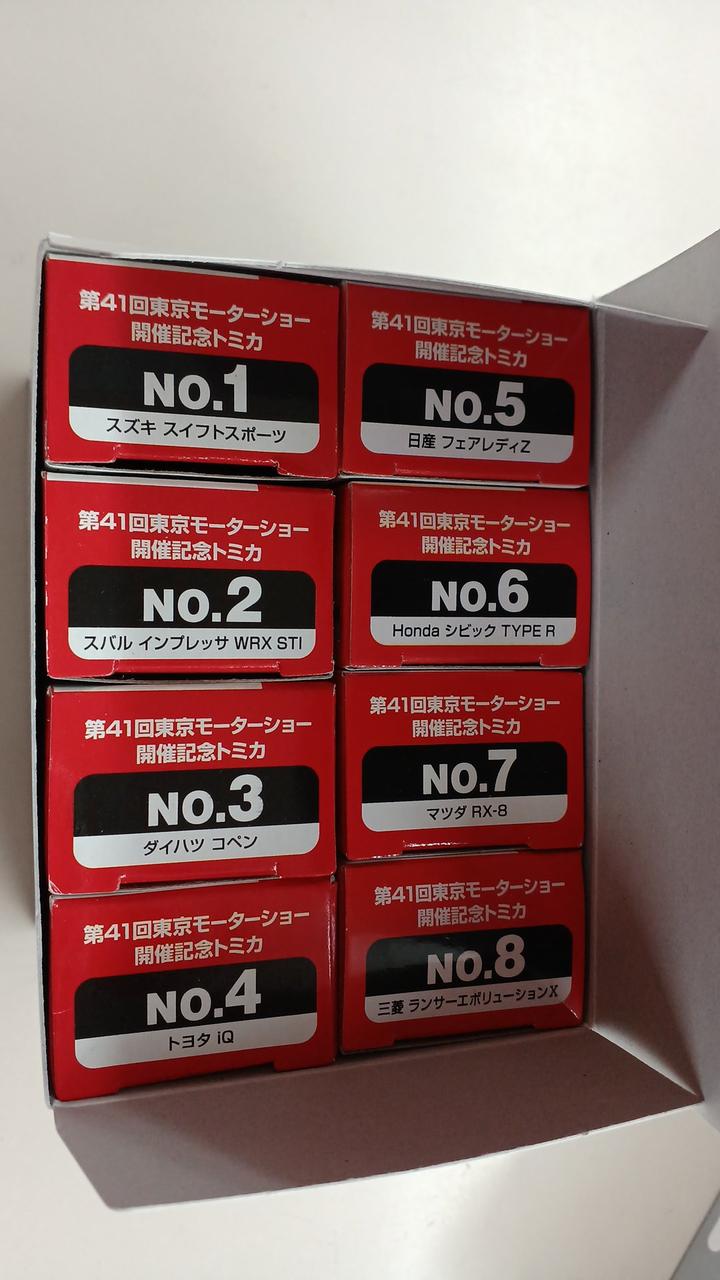 第41回東京モーターショー
開催記念トミカ
NO.1
スズキ スイフトスポーツ
第41回東京モーターショー
開催記念トミカ
NO.2
スバル インプレッサ WRX STI
第41回東京モーターショー
開催記念トミカ
NO.3
ダイハツ コペン
第41回東京モーターショー
開催記念トミカ
NO.4
トヨタ iQ
第41回東京モーターショー
開催記念トミカ
NO.5
日産 フェアレディZ
第41回東京モーターショー
開催記念トミカ
NO.6
Honda シビック TYPE R
第41回東京モーターショー
開催記念トミカ
NO.7
マツダ RX-8
第41回東京モーターショー
開催記念トミカ
NO.8
三菱 ランサーエボリューションX